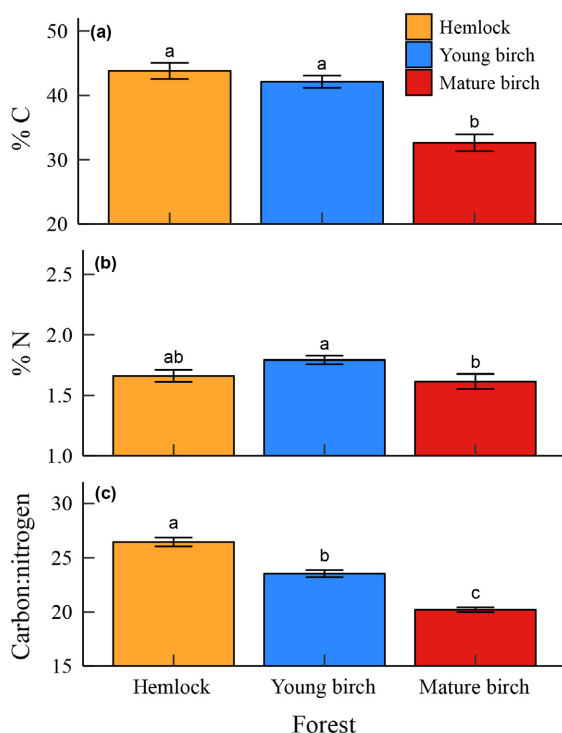 (a)
Hemlock
Young birch
Mature birch
% C
50
40
30
20
a
a
b
(b)
% N
2.5
2.0
1.5
1.0
ab
a
b
(c)
Carbon:nitrogen
30
25
20
15
a
b
c
Hemlock
Young birch
Mature birch
Forest